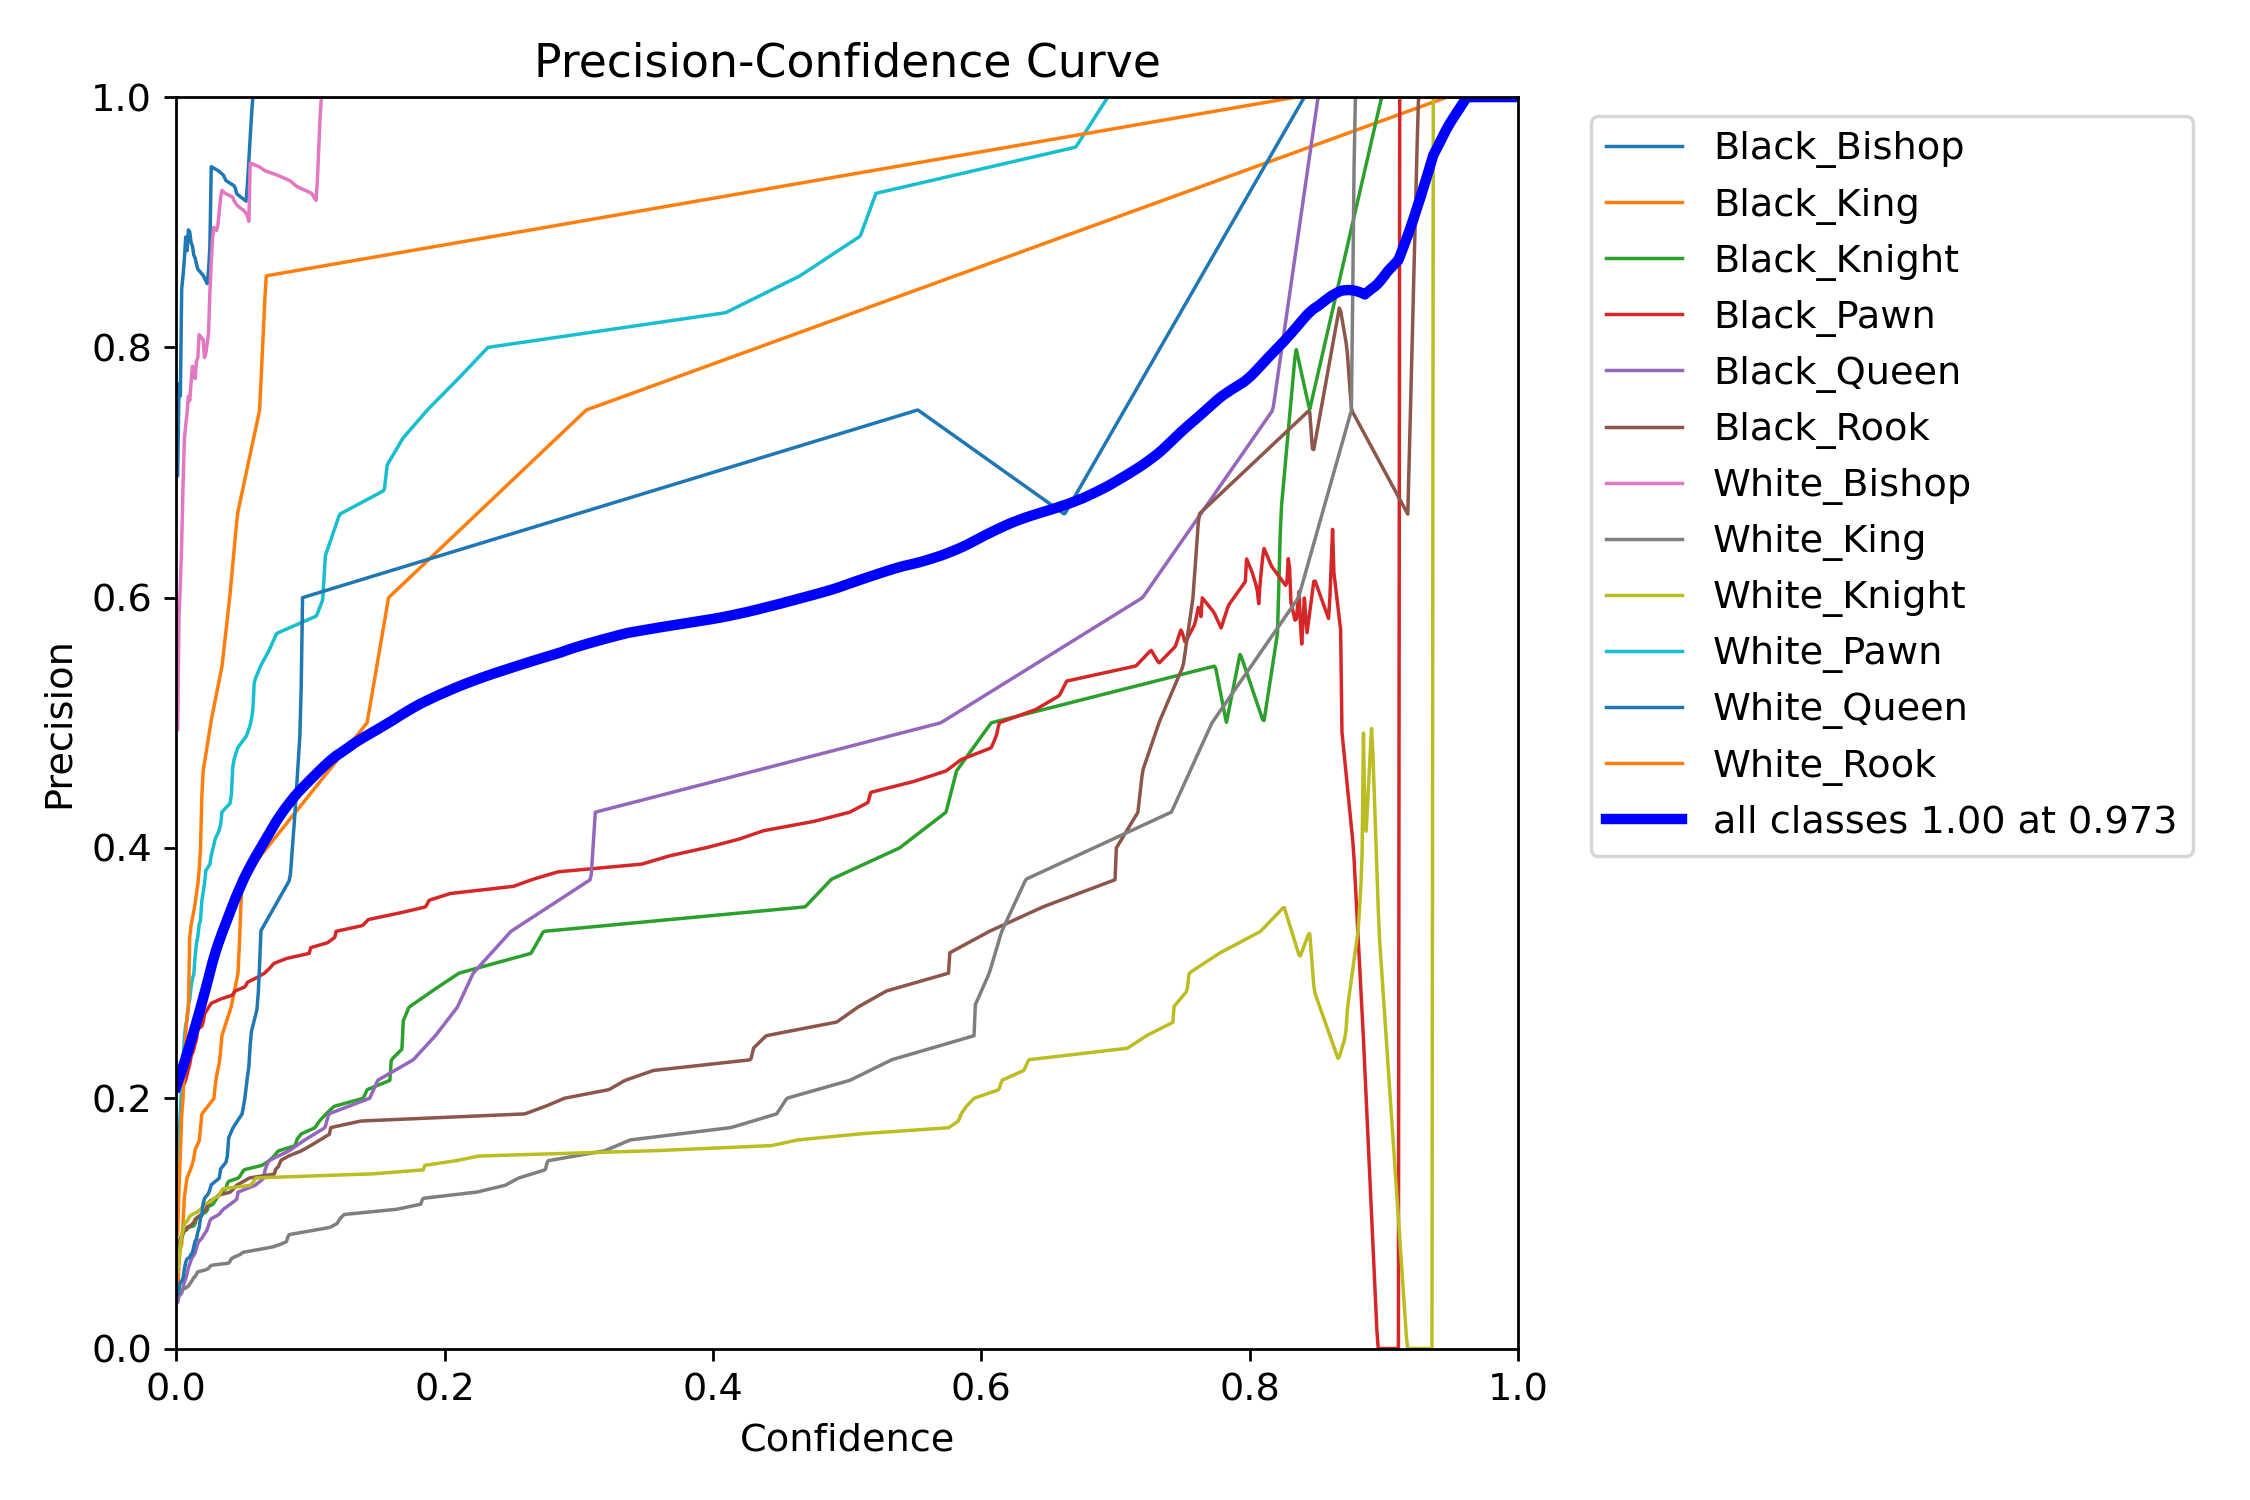 Precision-Confidence Curve
1.0
0.8
0.6
0.4
0.2
0.0
Precision
0.0 0.2 0.4 0.6 0.8 1.0
Confidence
Black_Bishop
Black_King
Black_Knight
Black_Pawn
Black_Queen
Black_Rook
White_Bishop
White_King
White_Knight
White_Pawn
White_Queen
White_Rook
all classes 1.00 at 0.973